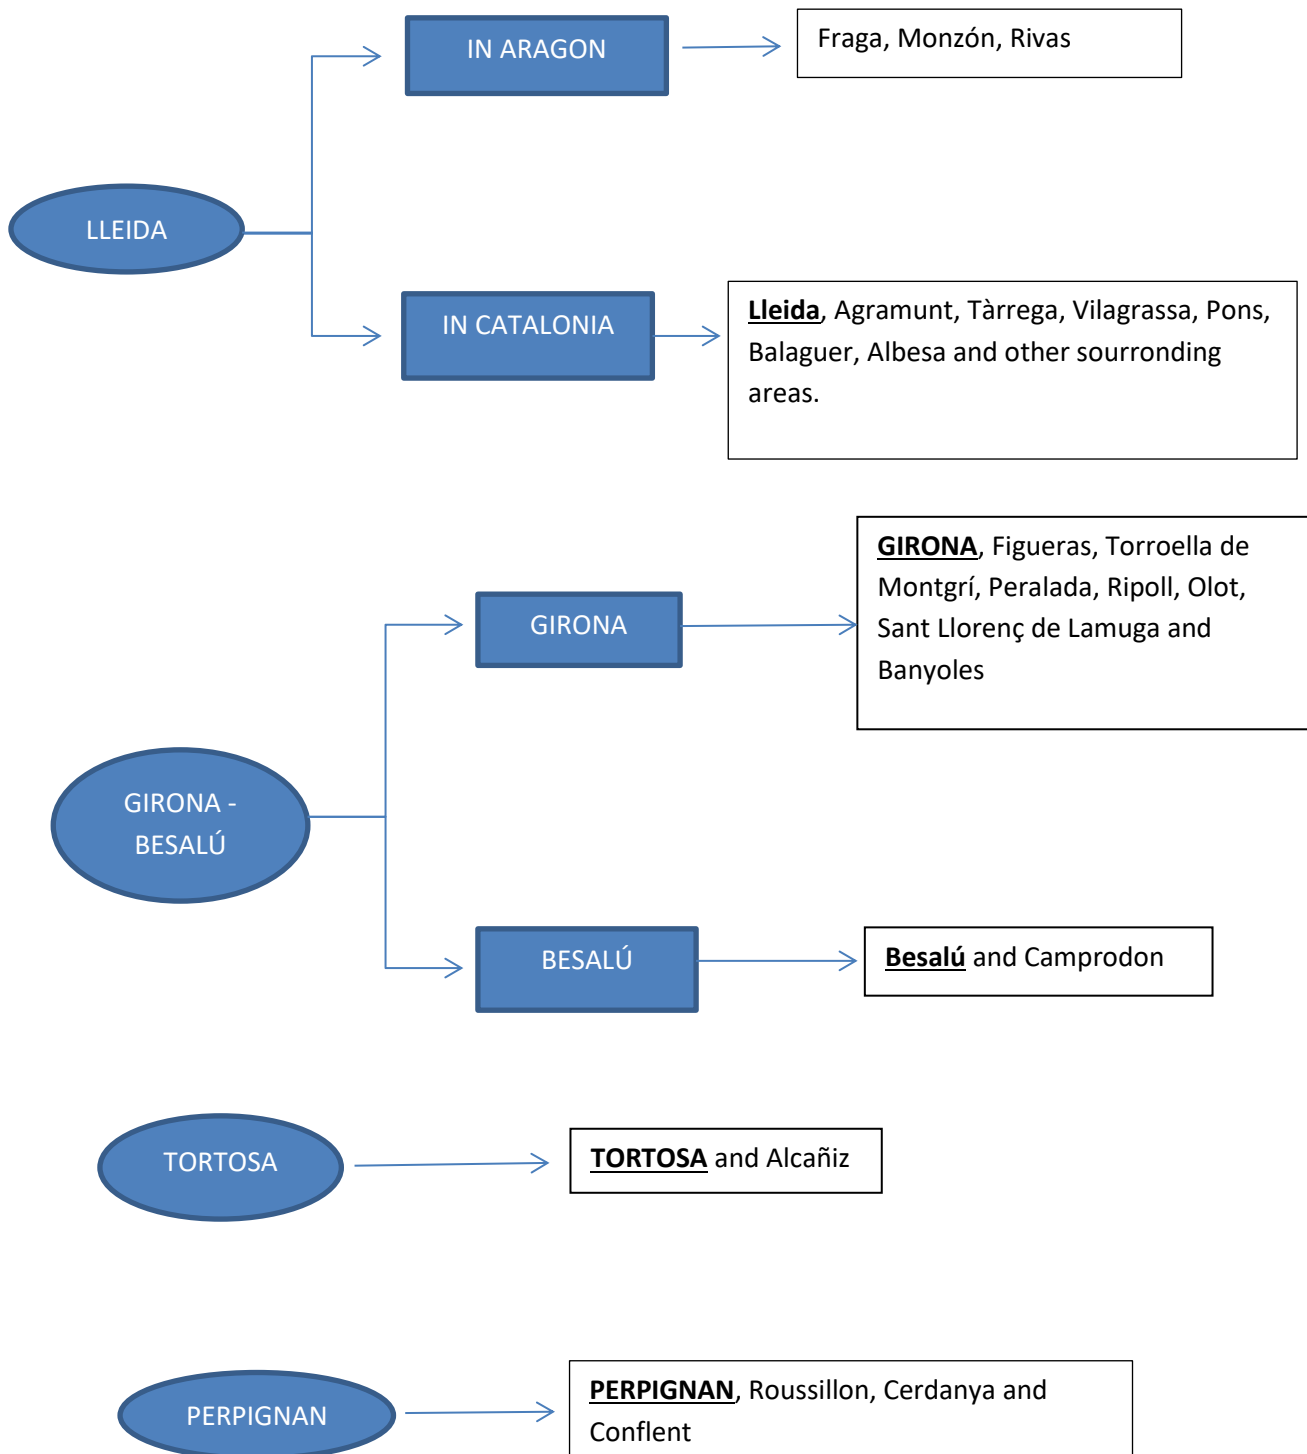 IN ARAGON
Fraga, Monzón, Rivas
LLEIDA
IN CATALONIA
Lleida, Agramunt, Tàrrega, Vilagrassa, Pons,
Balaguer, Albesa and other sourronding
areas.
GIRONA, Figueras, Torroella de
Montgrí, Peralada, Ripoll, Olot,
Sant Llorenç de Lamuga and
Banyoles
GIRONA
GIRONA -
BESALÚ
BESALÚ
Besalú and Camprodon
TORTOSA
TORTOSA and Alcañiz
PERPIGNAN
PERPIGNAN, Roussillon, Cerdanya and
Conflent